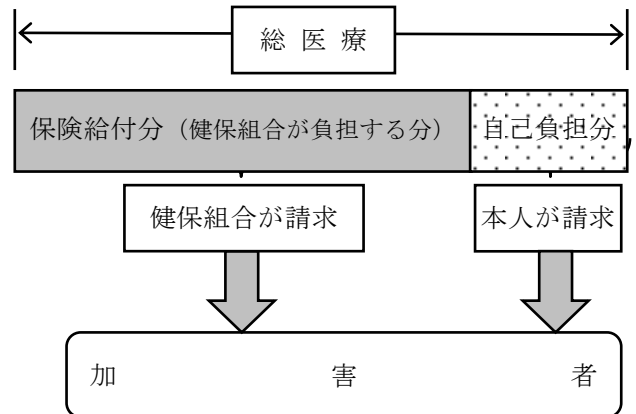 総 医 療
保険給付分（健保組合が負担する分） 自己負担分
健保組合が請求 本人が請求
加 害 者